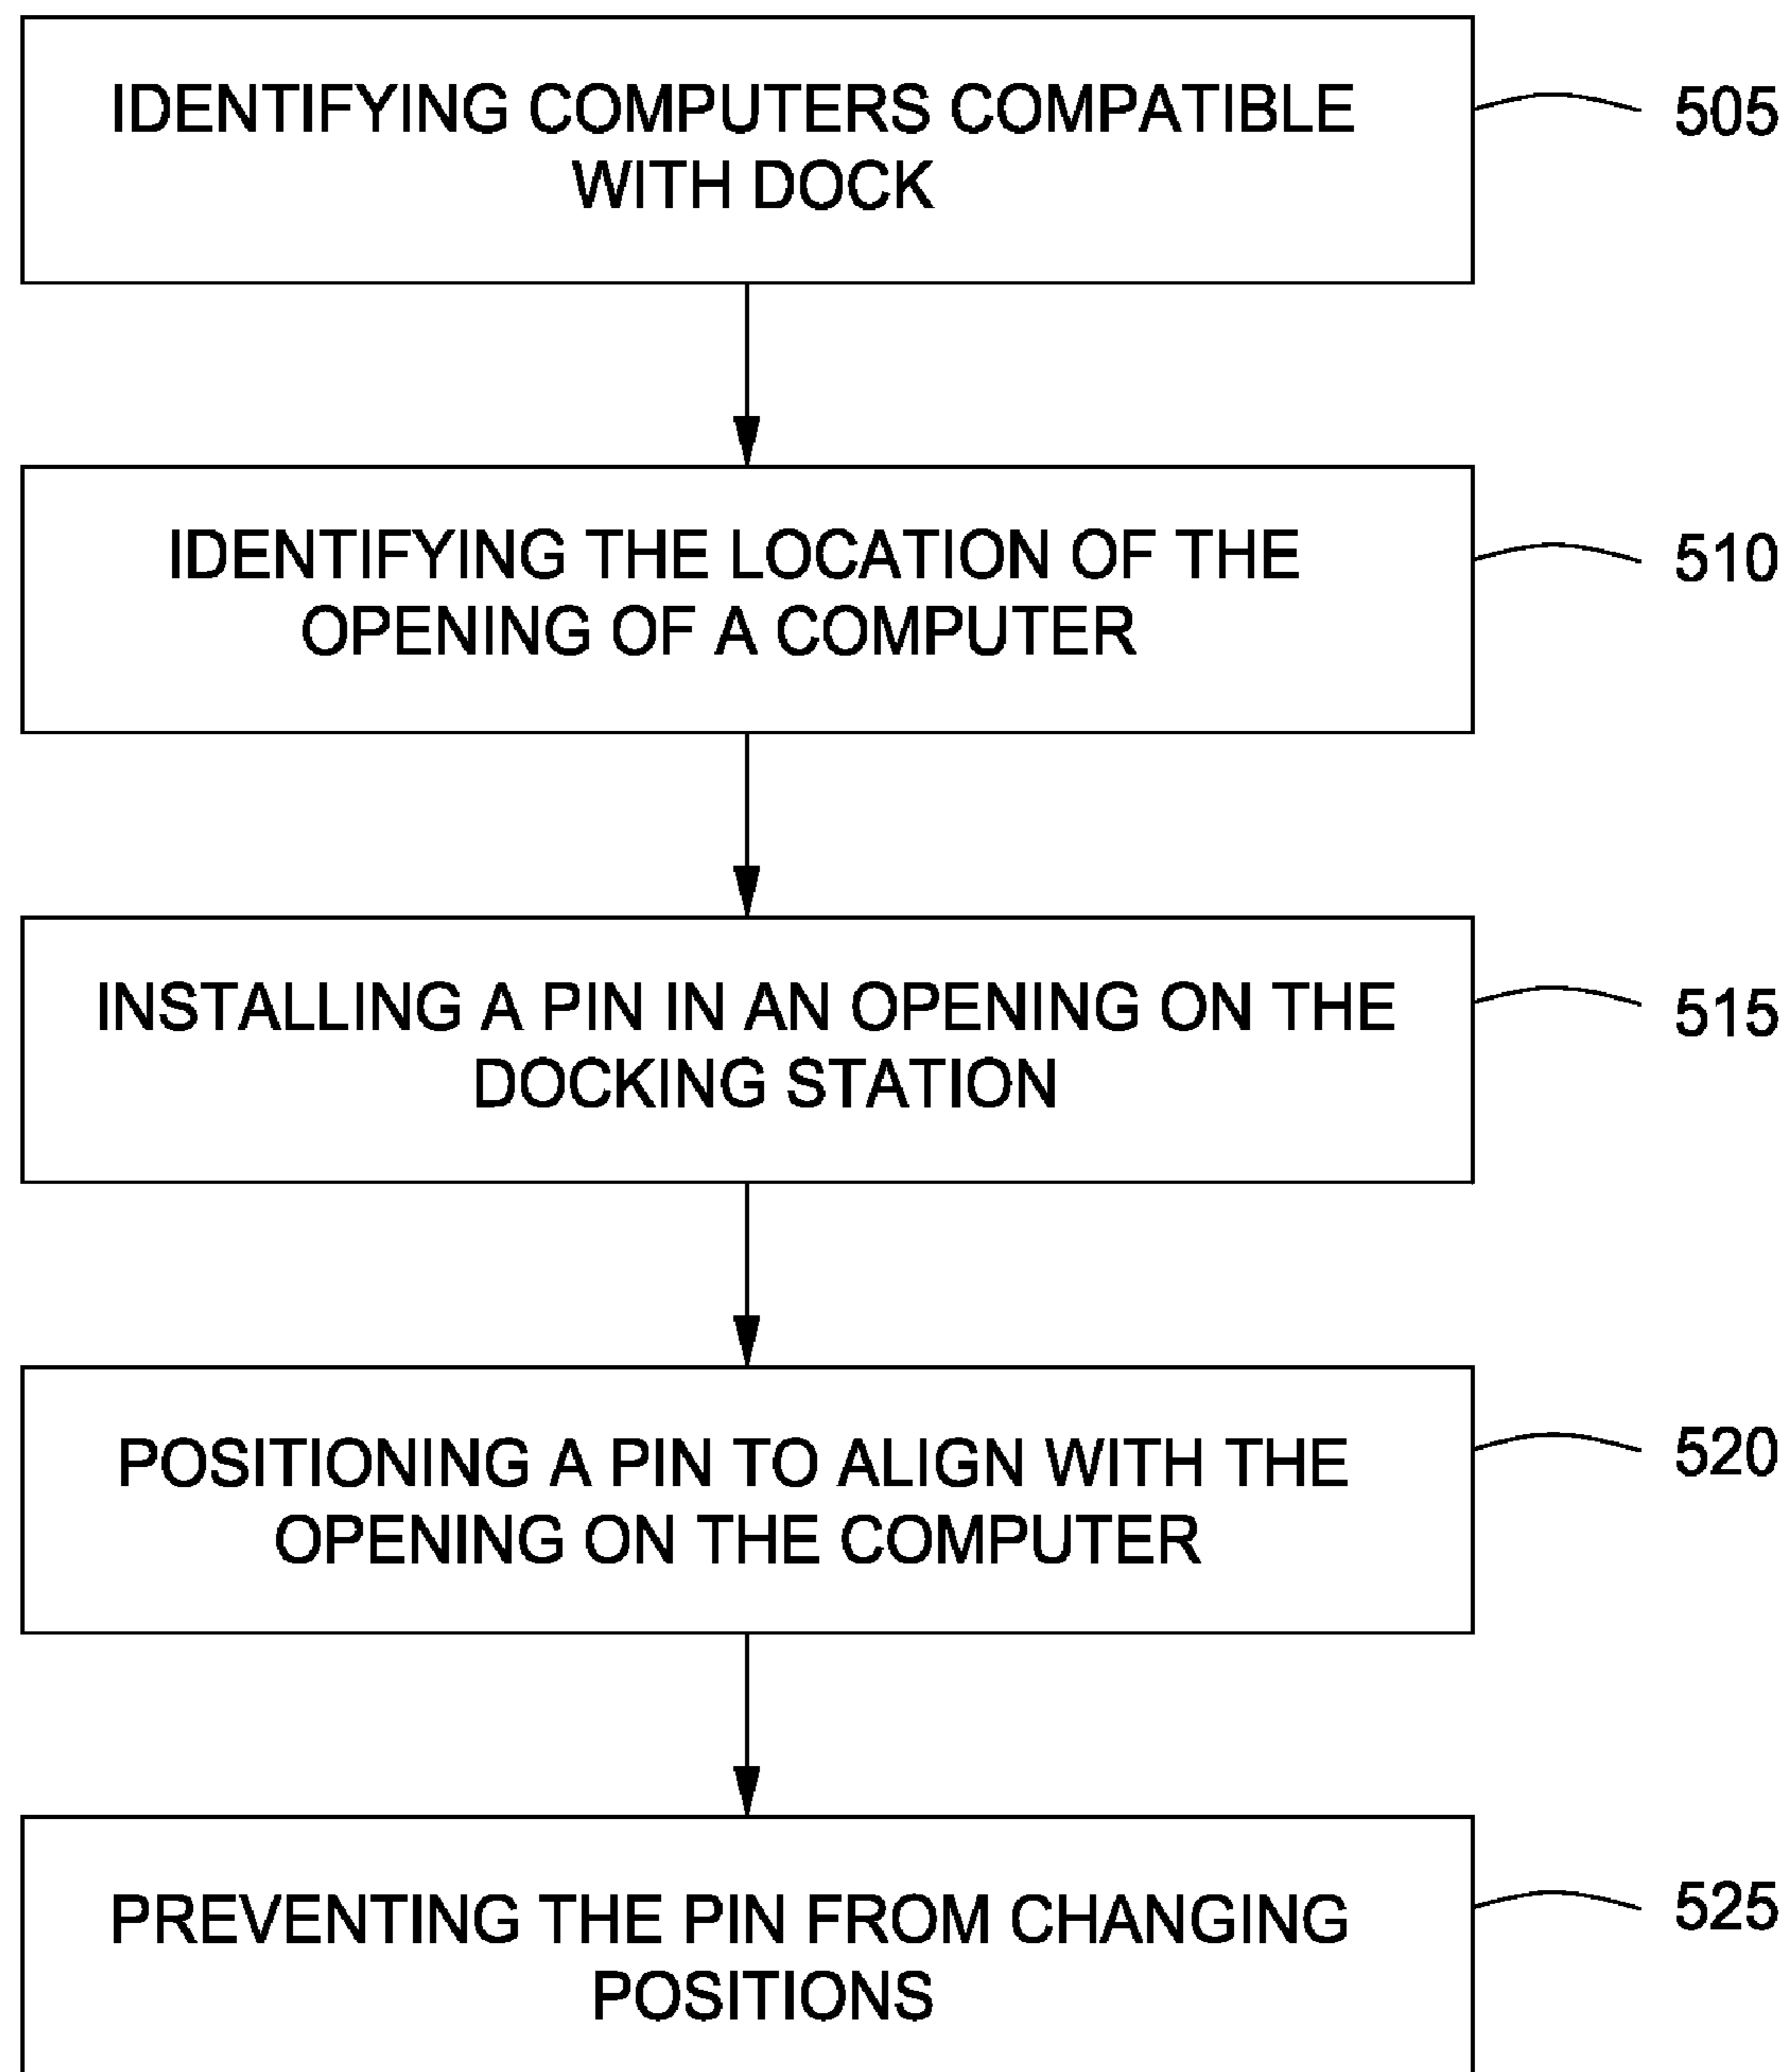 IDENTIFYING COMPUTERS COMPATIBLE
WITH DOCK
505
IDENTIFYING THE LOCATION OF THE
OPENING OF A COMPUTER
510
INSTALLING A PIN IN AN OPENING ON THE
DOCKING STATION
515
POSITIONING A PIN TO ALIGN WITH THE
OPENING ON THE COMPUTER
520
PREVENTING THE PIN FROM CHANGING
POSITIONS
525